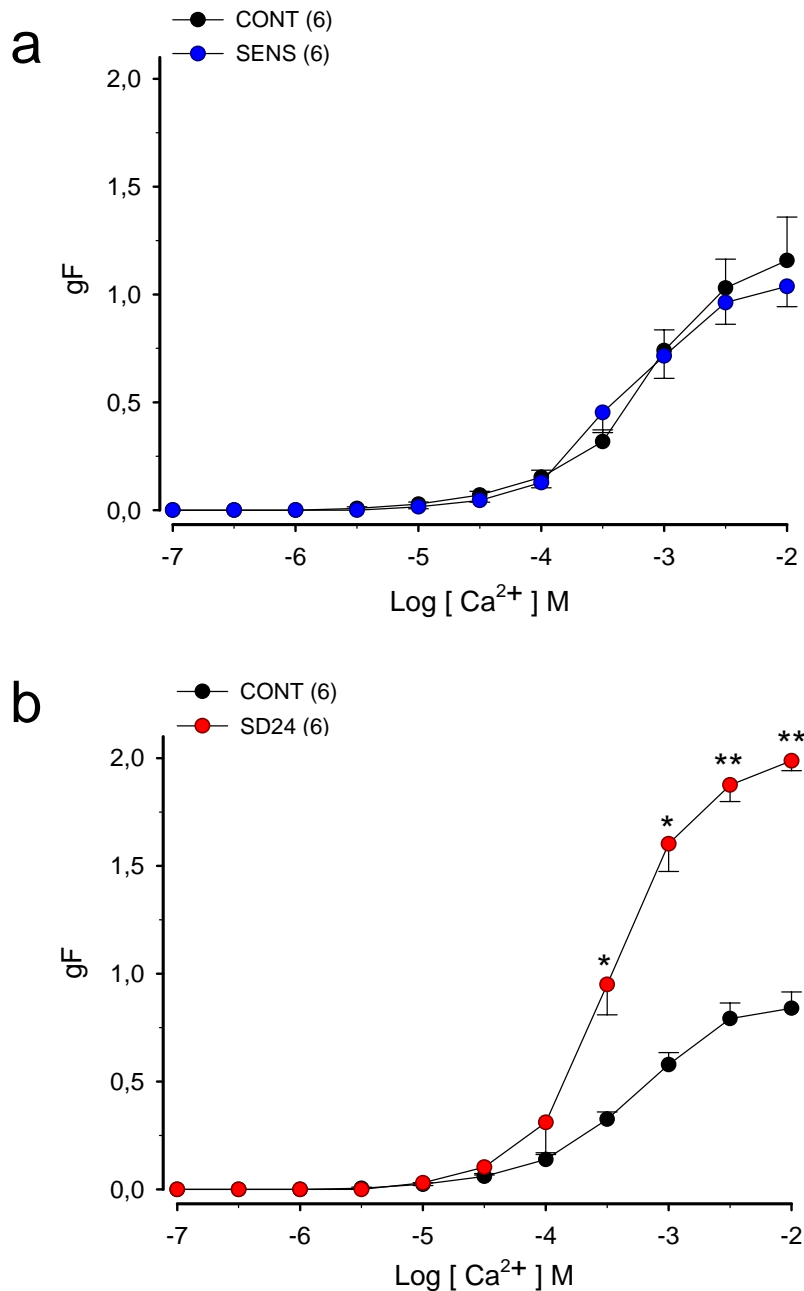 a
CONT (6)
SENS (6)
2,0
1,5
1,0
0,5
0,0
gF
-7 -6 -5 -4 -3 -2
Log [ Ca2+ ] M
b
CONT (6)
SD24 (6)
2,0
1,5
1,0
0,5
0,0
gF
* * ** **
-7 -6 -5 -4 -3 -2
Log [ Ca2+ ] M